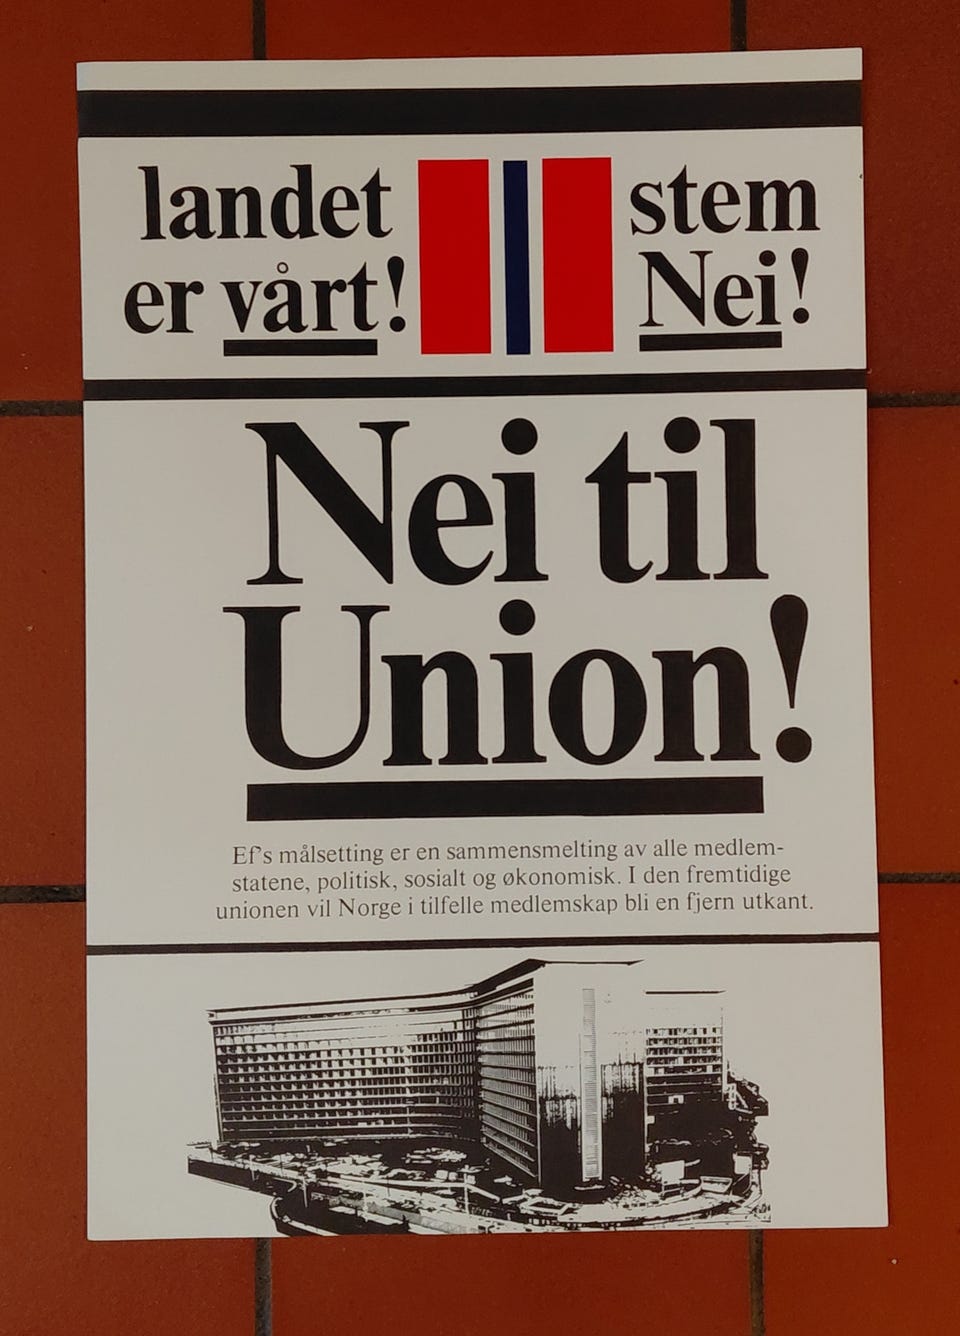 landet
er vårt!
stem
Nei!
Nei til
Union!
Ef's målsetting er en sammensmelting av alle medlem-
statene, politisk, sosialt og økonomisk. I den fremtidige
unionen vil Norge i tilfelle medlemskap bli en fjern utkant.